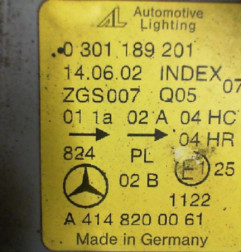 AL Automotive Lighting
0 301 189 201
14.06.02 INDEX 07
ZGS007 Q05
01 1a 02 A 04 HC
04 HR
824 PL
02 B E1 25
1122
A 414 820 00 61
Made in Germany